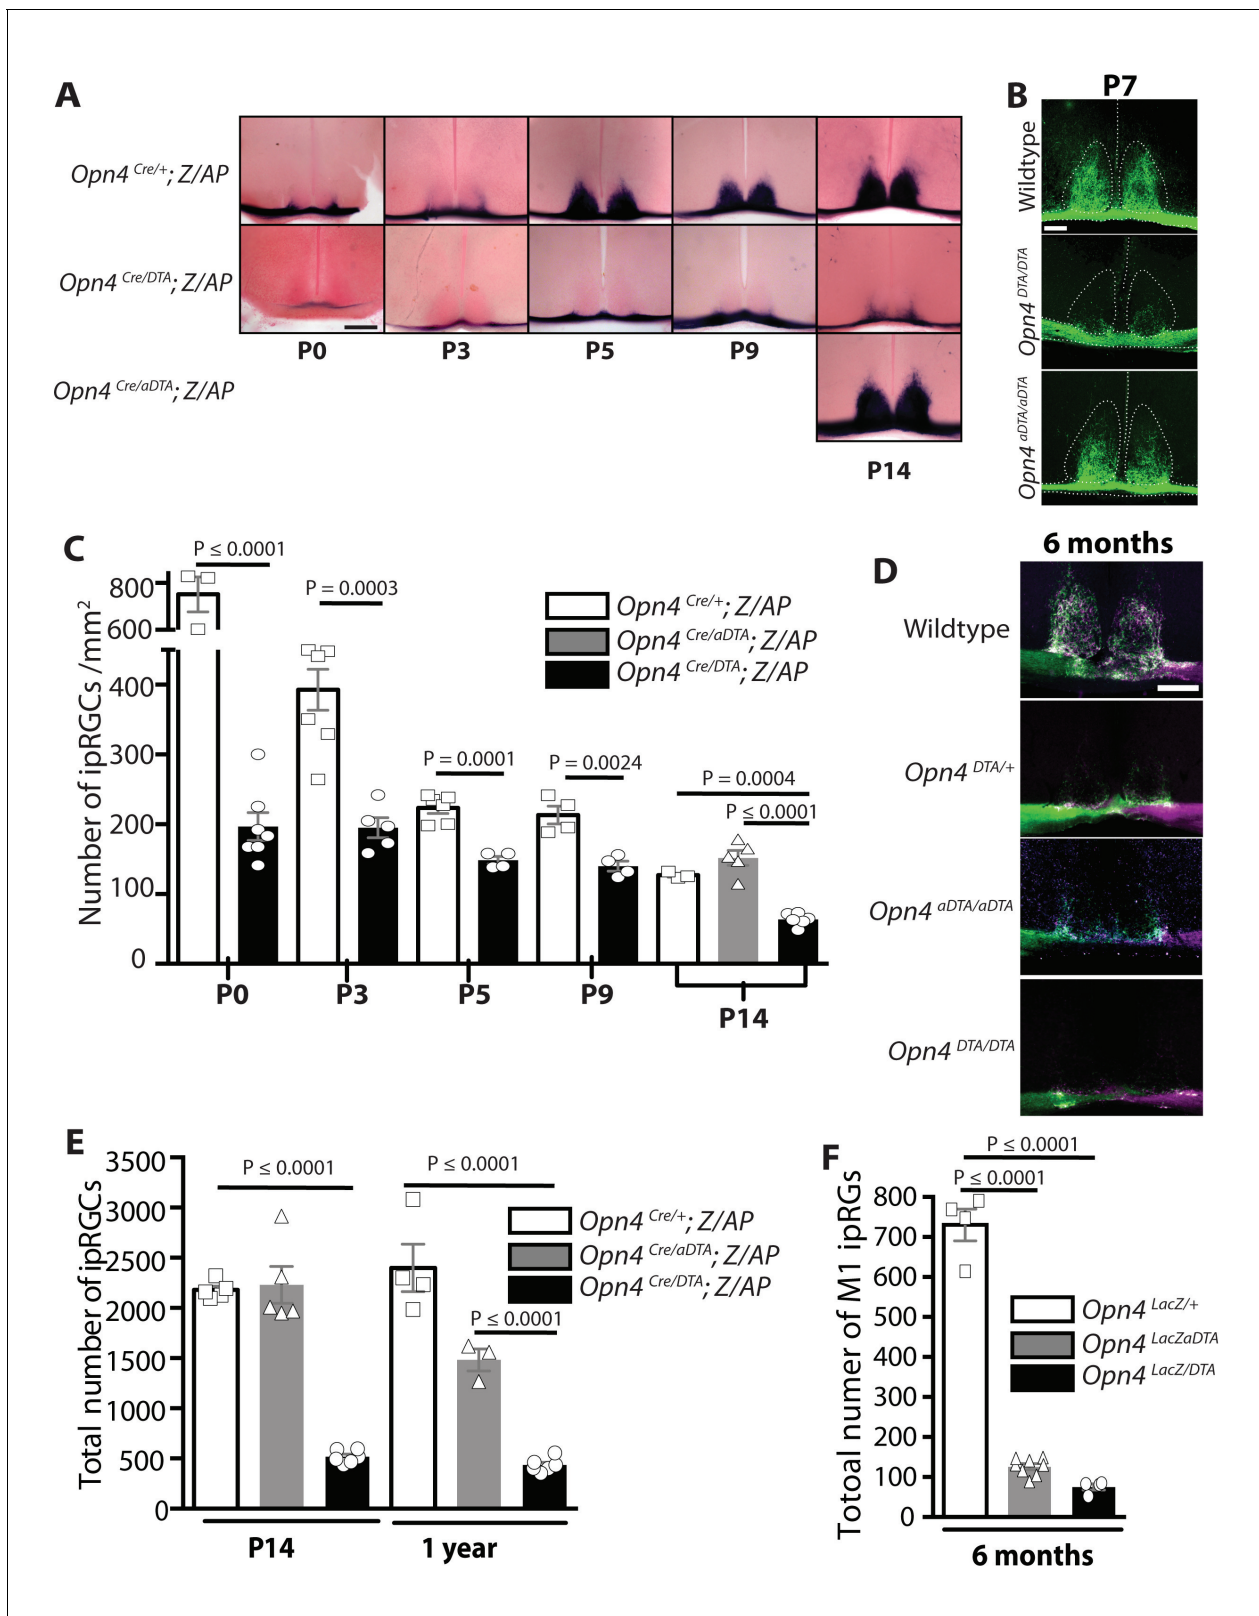 A
Opn4 Cre/+; Z/AP
Opn4 Cre/DTA; Z/AP
P0
P3
P5
P9
Opn4 Cre/aDTA; Z/AP
P14
B
P7
Wildtype
Opn4 DTA/DTA
Opn4 aDTA/aDTA
C
Number of ipRGCs /mm2
800
600
400
300
200
100
0
P ≤ 0.0001
P = 0.0003
P = 0.0001
P = 0.0024
P = 0.0004
P ≤ 0.0001
Opn4 Cre/+; Z/AP
Opn4 Cre/aDTA; Z/AP
Opn4 Cre/DTA; Z/AP
P0
P3
P5
P9
P14
D
6 months
Wildtype
Opn4 DTA/+
Opn4 aDTA/aDTA
Opn4 DTA/DTA
E
Total number of ipRGCs
3500
3000
2500
2000
1500
1000
500
0
P ≤ 0.0001
P ≤ 0.0001
P ≤ 0.0001
Opn4 Cre/+; Z/AP
Opn4 Cre/aDTA; Z/AP
Opn4 Cre/DTA; Z/AP
P14
1 year
F
Totoal numer of M1 ipRGs
P ≤ 0.0001
P ≤ 0.0001
800
700
600
500
400
300
200
100
0
Opn4 LacZ/+
Opn4 LacZaDTA
Opn4 LacZ/DTA
6 months